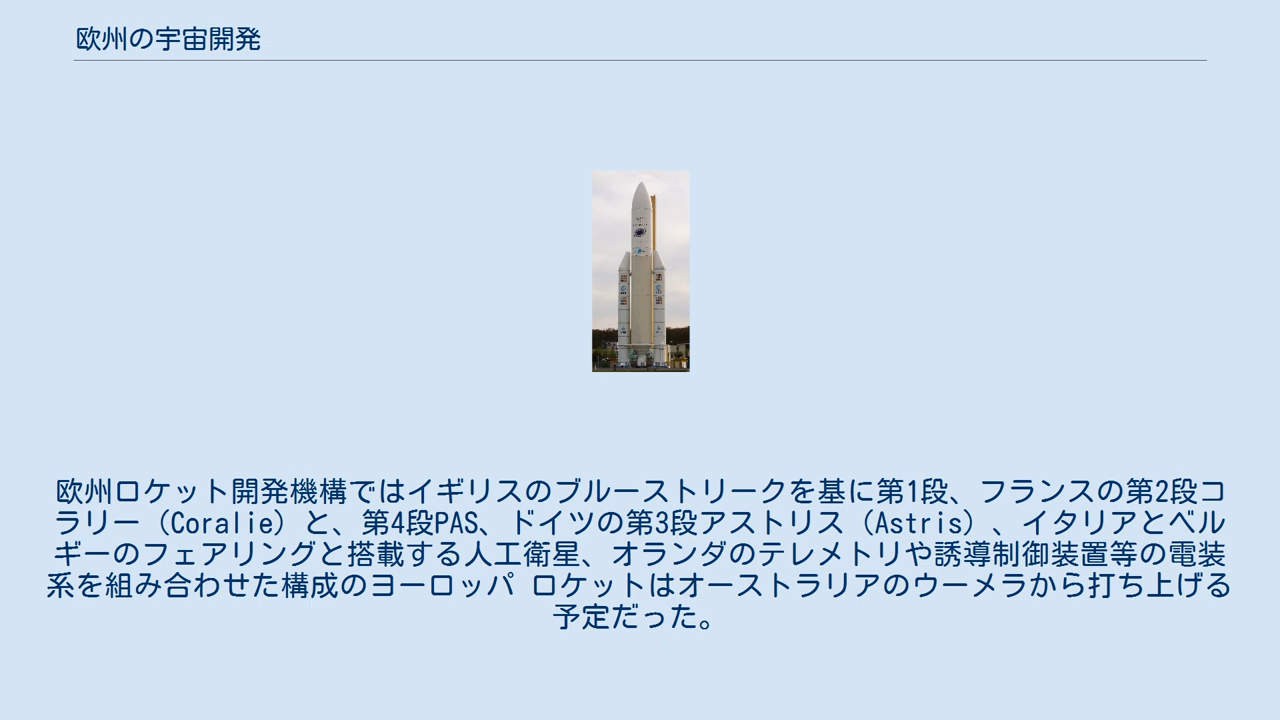 欧州の宇宙開発
欧州ロケット開発機構ではイギリスのブルーストリークを基に第1段、フランスの第2段コ
ラリー（Coralie）と、第4段PAS、ドイツの第3段アストリス（Astris）、イタリアとベル
ギーのフェアリングと搭載する人工衛星、オランダのテレメトリや誘導制御装置等の電装
系を組み合わせた構成のヨーロッパ ロケットはオーストラリアのウーメラから打ち上げる
予定だった。